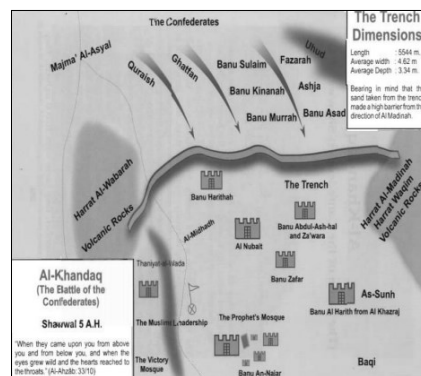 The Confederates
The Trench
Dimensions
Length : 5544 m.
Average width : 4.62 m
Average Depth : 3.34 m.
Bearing in mind that the
sand taken from the trench
made a high barrier from the
direction of Al Madinah.
Uhud
Majma' Al-Asyal
Quraish
Ghatfan
Banu Sulaim
Fazarah
Banu Kinanah
Ashja
Banu Murrah
Banu Asad
Harrat Al-Wabarah
Volcanic Rocks
Harrat Al-Madinah
Harrat Waqim
Volcanic Rocks
The Trench
Banu Harithah
Al-Midhadh
Al Nubait
Banu Abdul-Ash-hal
and Za'wara
Banu Zafar
Thaniyat-al-Wada
As-Sunh
Banu Al Harith from Al Khazraj
The Muslim Leadership
The Prophet's Mosque
The Victory
Mosque
Banu An-Najar
Baqi
Al-Khandaq
(The Battle of the
Confederates)
Shawwal 5 A.H.
"When they came upon you from above
you and from below you, and when the
eyes grew wild and the hearts reached to
the throats." (Al-Ahzâb: 33/10)